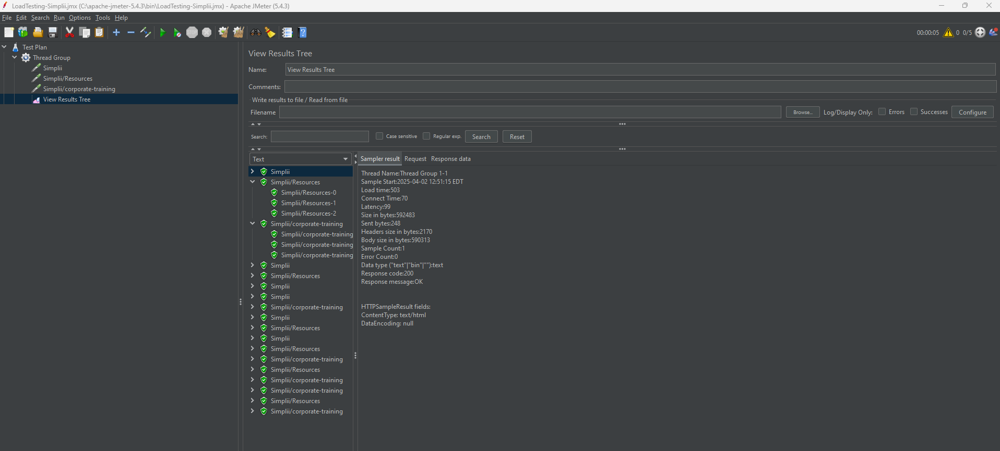 LoadTesting-Simplii.jmx (C:\apache-jmeter-5.4.3\bin\LoadTesting-Simplii.jmx) - Apache JMeter (5.4.3)
File Edit Search Run Options Tools Help
STOP
00:00:05 0 0/5
Test Plan
Thread Group
Simplii
Simplii/Resources
Simplii/corporate-training
View Results Tree
View Results Tree
Name: View Results Tree
Comments:
Write results to file / Read from file
Filename Browse... Log/Display Only: Errors Successes Configure
Search: Case sensitive Regular exp. Search Reset
Text
Simplii
Simplii/Resources
Simplii/Resources-0
Simplii/Resources-1
Simplii/Resources-2
Simplii/corporate-training
Simplii/corporate-training
Simplii/corporate-training
Simplii/corporate-training
Simplii
Simplii/Resources
Simplii
Simplii
Simplii/corporate-training
Simplii
Simplii/Resources
Simplii
Simplii/Resources
Simplii/corporate-training
Simplii/Resources
Simplii/corporate-training
Simplii/corporate-training
Simplii/Resources
Simplii/corporate-training
Sampler result Request Response data
Thread Name:Thread Group 1-1
Sample Start:2025-04-02 12:51:15 EDT
Load time:503
Connect Time:70
Latency:99
Size in bytes:592483
Sent bytes:248
Headers size in bytes:2170
Body size in bytes:590313
Sample Count:1
Error Count:0
Data type ("text"|"bin"|""):text
Response code:200
Response message:OK
HTTPSampleResult fields:
ContentType: text/html
DataEncoding: null